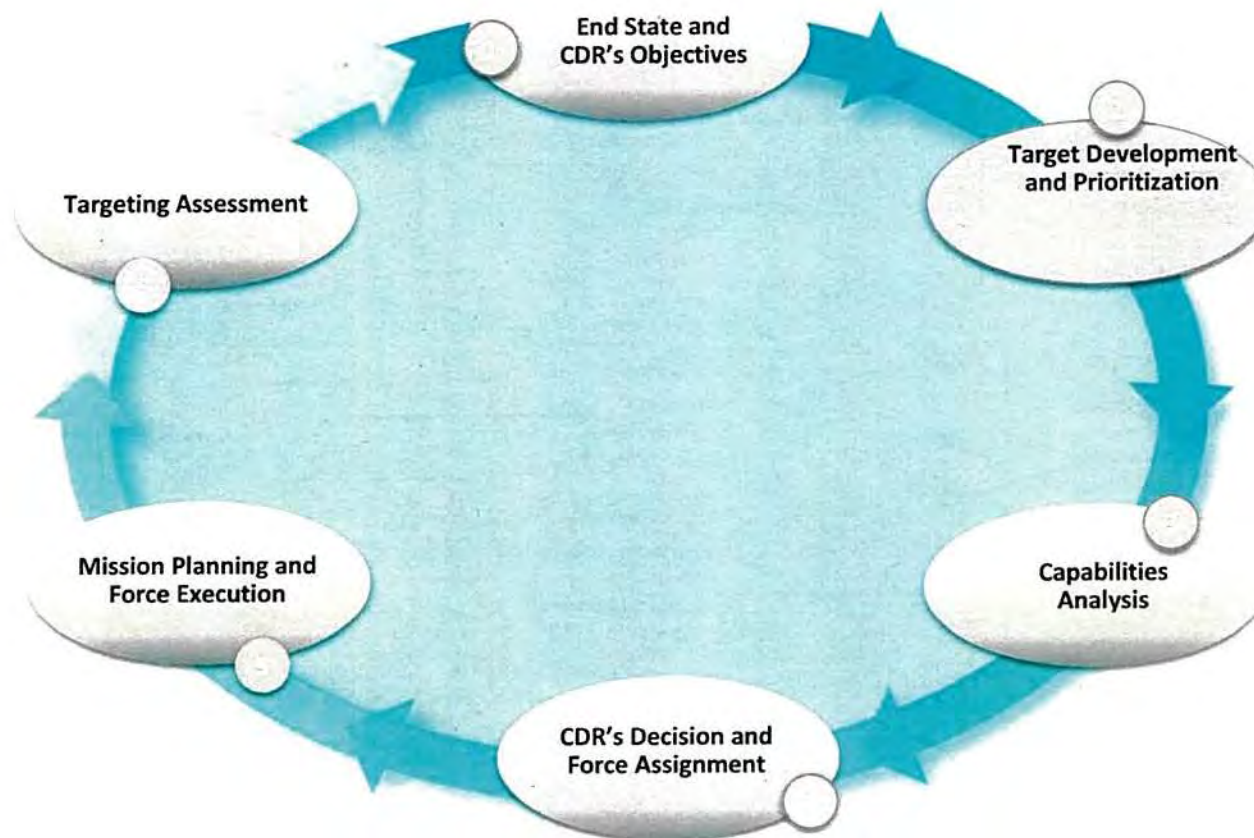 End State and
CDR's Objectives
Target Development
and Prioritization
Capabilities
Analysis
CDR's Decision and
Force Assignment
Mission Planning and
Force Execution
Targeting Assessment